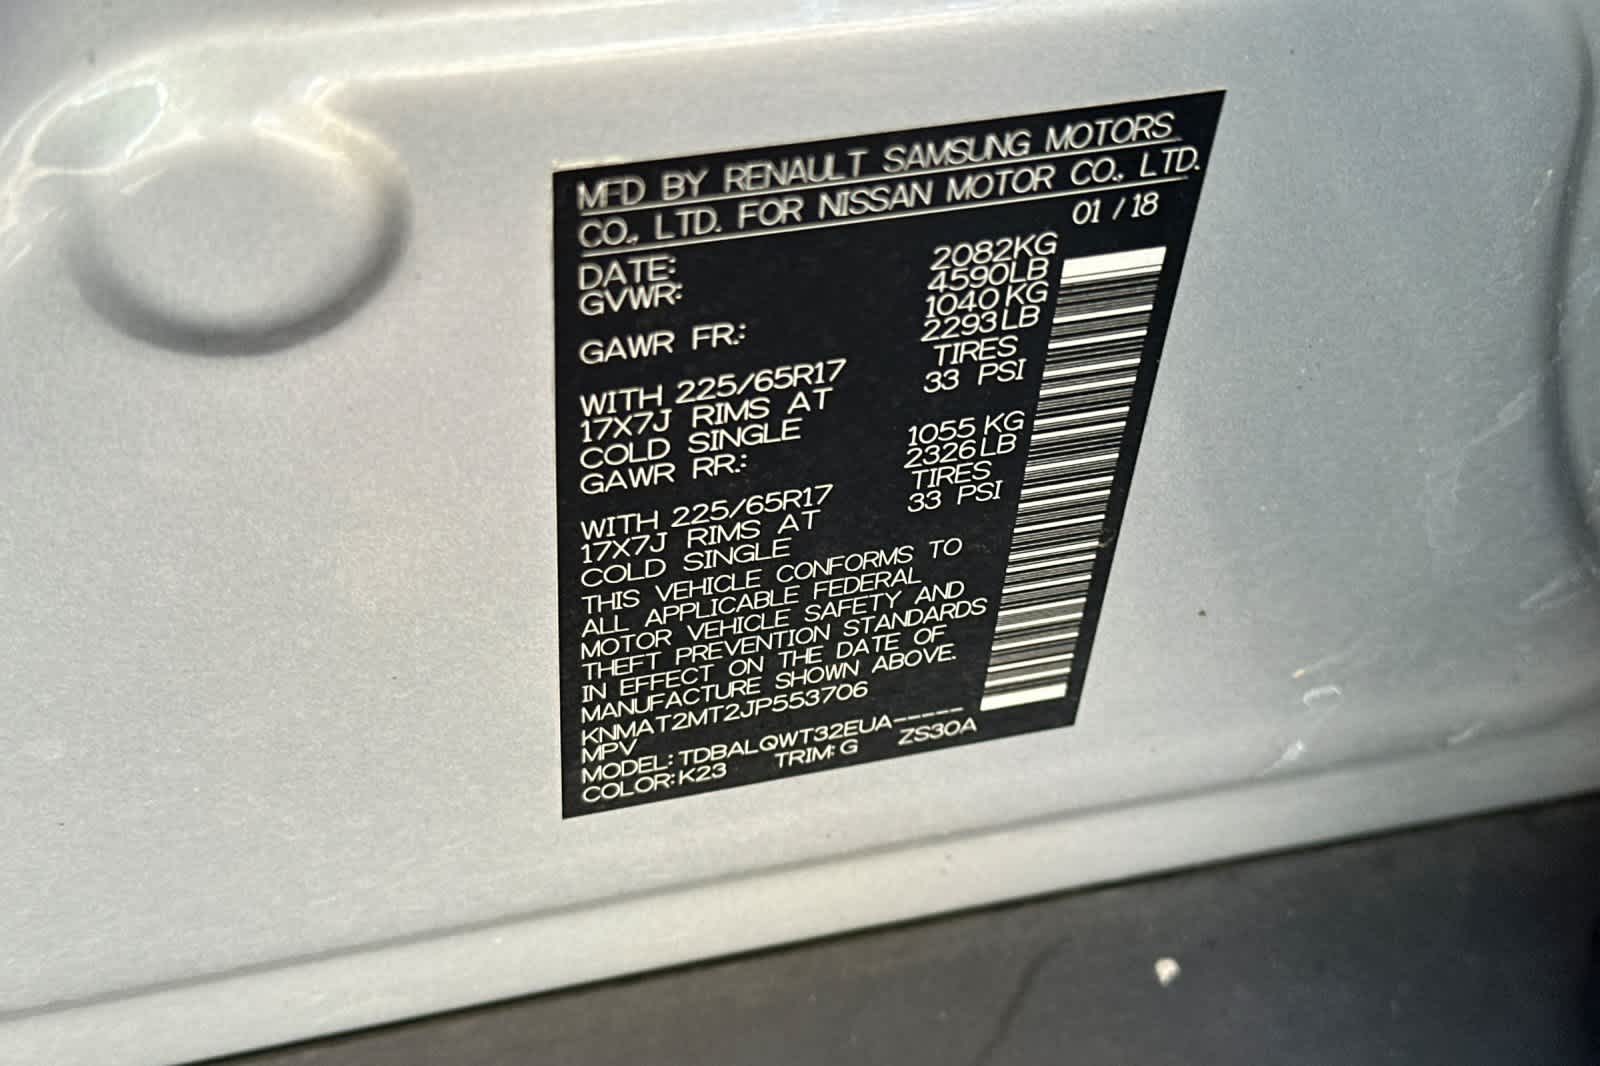 MFD BY RENAULT SAMSUNG MOTORS
CO., LTD. FOR NISSAN MOTOR CO., LTD.
DATE: 01 / 18
GVWR: 2082KG
4590LB
GAWR FR.: 1040 KG
2293LB
WITH 225/65R17 TIRES
17X7J RIMS AT 33 PSI
COLD SINGLE
GAWR RR.: 1055 KG
2326LB
WITH 225/65R17 TIRES
17X7J RIMS AT 33 PSI
COLD SINGLE
THIS VEHICLE CONFORMS TO
ALL APPLICABLE FEDERAL
MOTOR VEHICLE SAFETY AND
THEFT PREVENTION STANDARDS
IN EFFECT ON THE DATE OF
MANUFACTURE SHOWN ABOVE.
KNMAT2MT2JP553706
MPV
MODEL: TDBALQWT32EUA-----
COLOR: K23 TRIM: G ZS30A